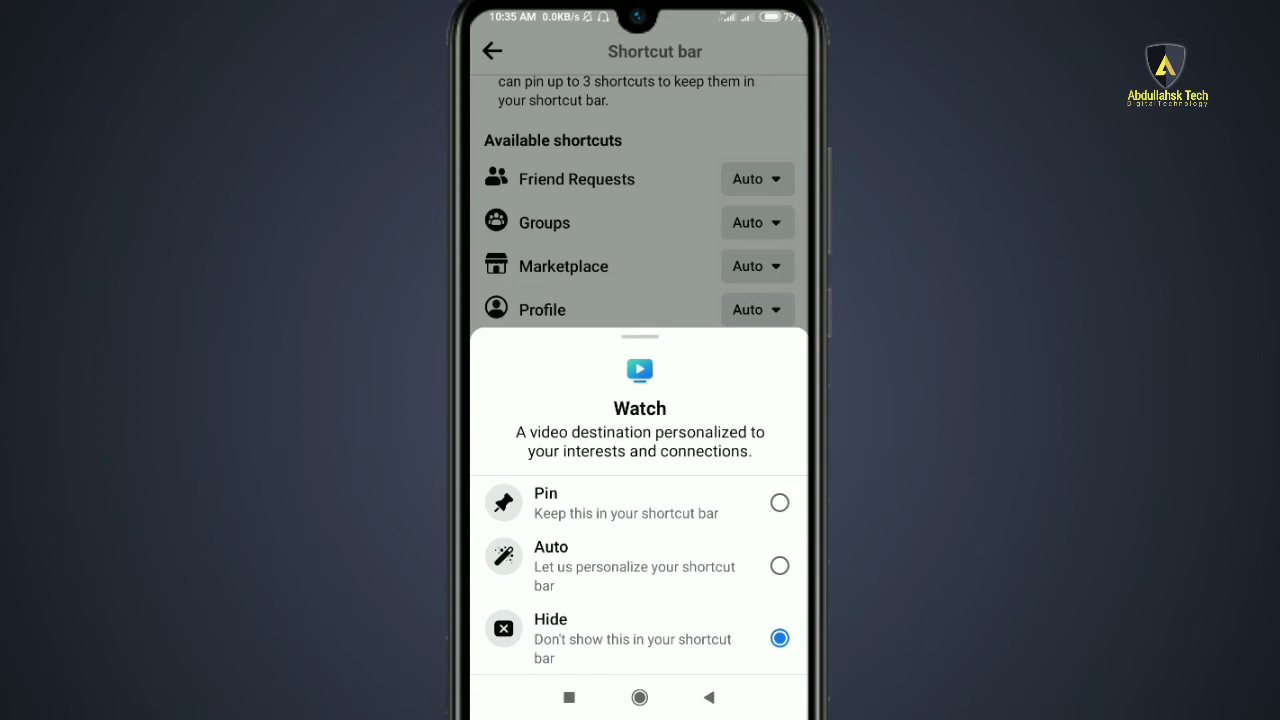 10:35 AM 0.0KB/s
79
Shortcut bar
can pin up to 3 shortcuts to keep them in
your shortcut bar.
Available shortcuts
Friend Requests Auto
Groups Auto
Marketplace Auto
Profile Auto
Watch
A video destination personalized to
your interests and connections.
Pin
Keep this in your shortcut bar
Auto
Let us personalize your shortcut
bar
Hide
Don't show this in your shortcut
bar
A
Abdullahsk Tech
Digital Technology